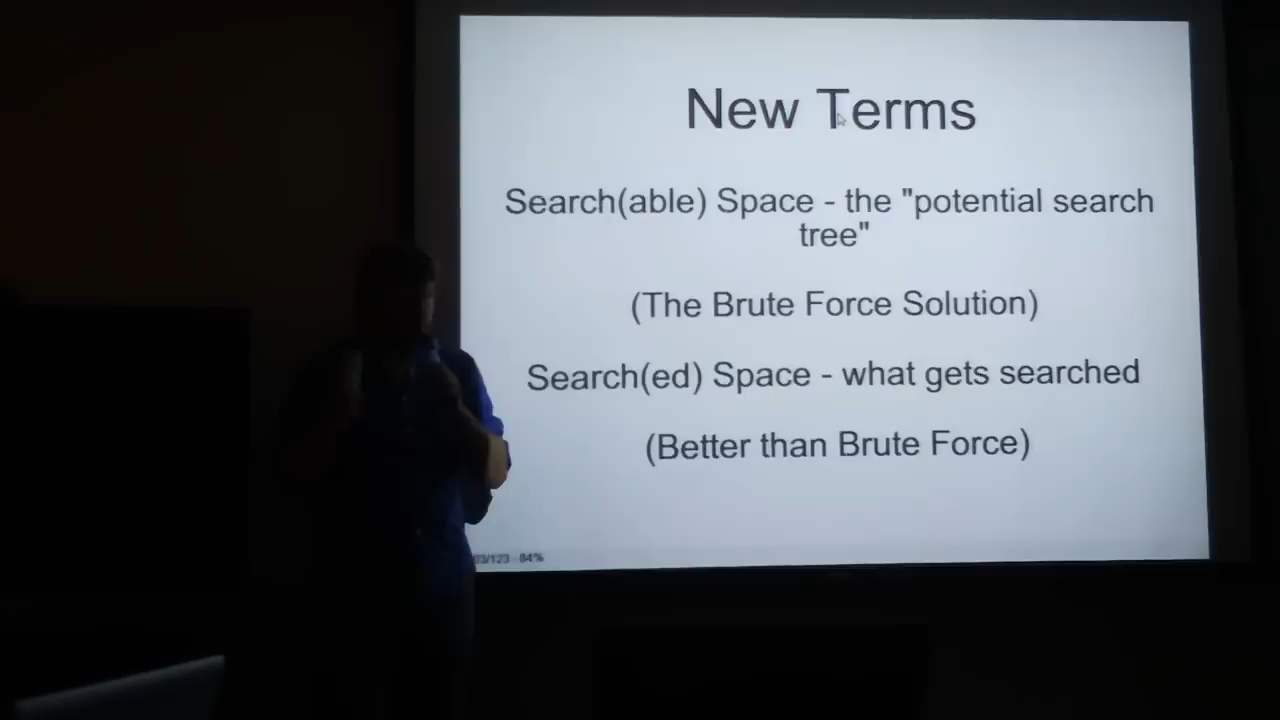 New Terms
Search(able) Space - the "potential search
tree"
(The Brute Force Solution)
Search(ed) Space - what gets searched
(Better than Brute Force)
84%